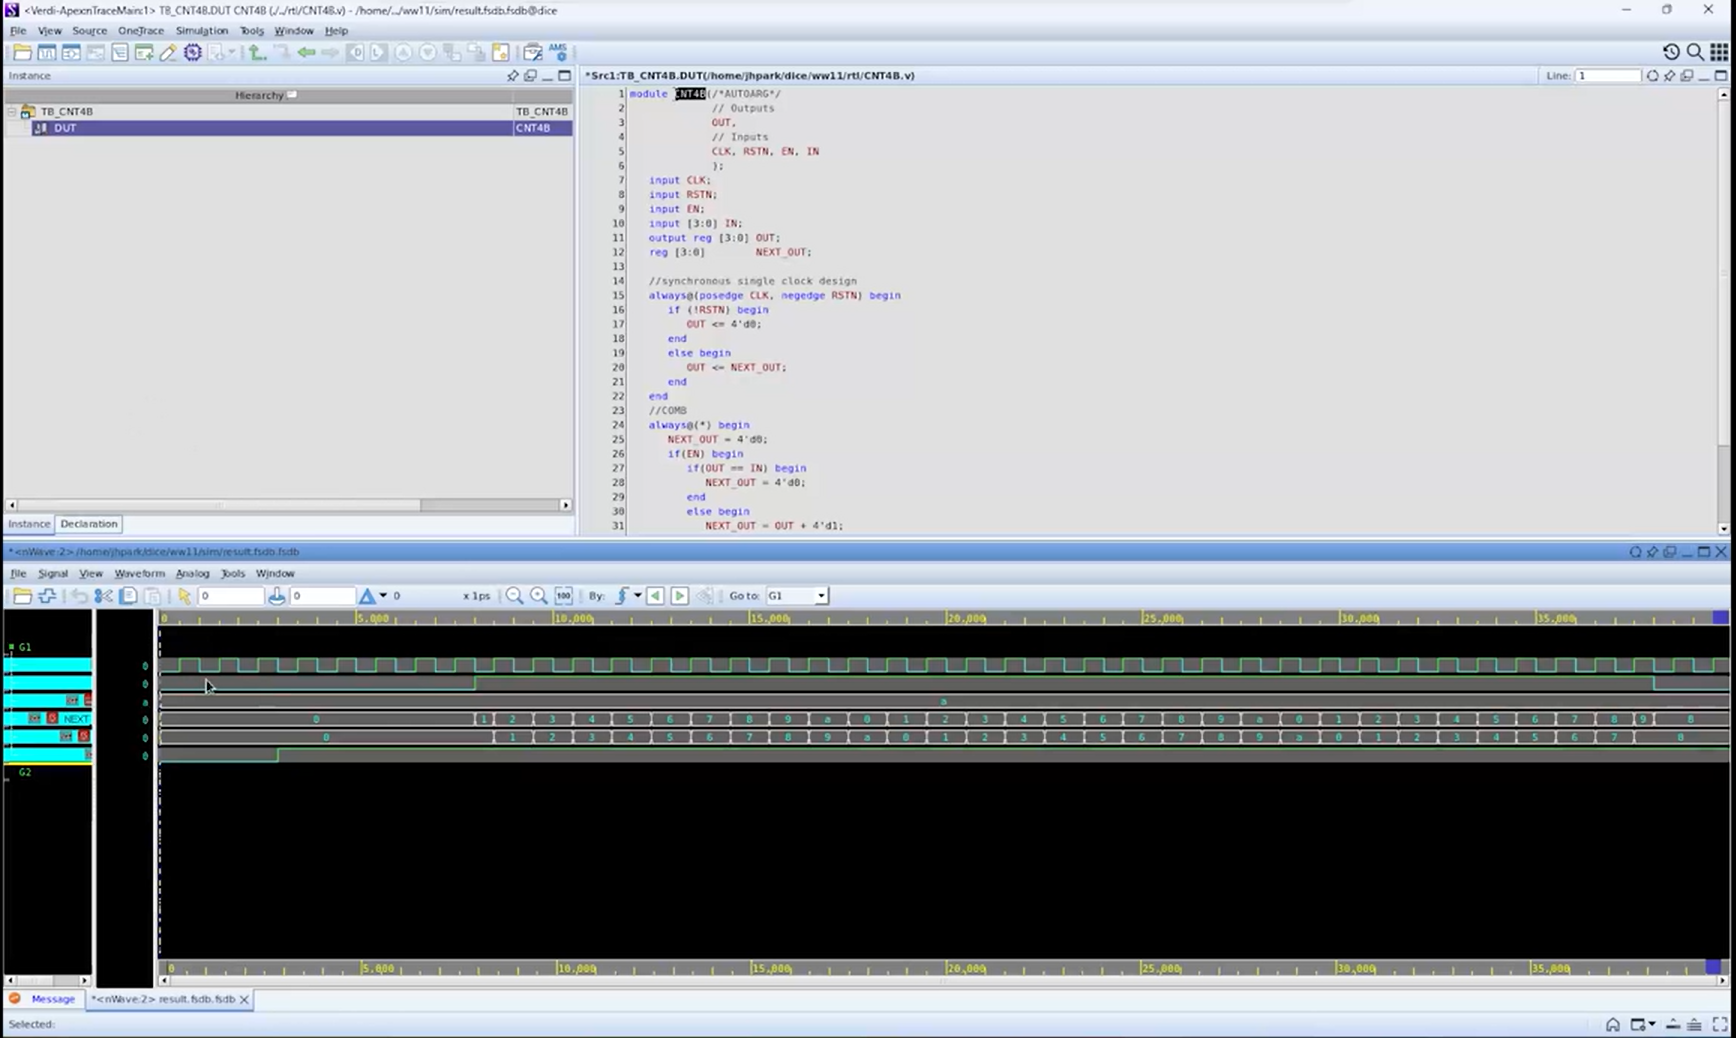 <Verdi-ApexnTraceMain:1> TB_CNT4B.DUT CNT4B (./../rtl/CNT4B.v) - /home/.../ww11/sim/result.fsdb.fsdb@dice
File View Source OneTrace Simulation Tools Window Help
Instance
Hierarchy
TB_CNT4B TB_CNT4B
DUT CNT4B
Instance Declaration
*Src1:TB_CNT4B.DUT(/home/jhpark/dice/ww11/rtl/CNT4B.v) Line: 1
1 module CNT4B(/*AUTOARG*/
2 // Outputs
3 OUT,
4 // Inputs
5 CLK, RSTN, EN, IN
6 );
7 input CLK;
8 input RSTN;
9 input EN;
10 input [3:0] IN;
11 output reg [3:0] OUT;
12 reg [3:0] NEXT_OUT;
13
14 //synchronous single clock design
15 always@(posedge CLK, negedge RSTN) begin
16 if (!RSTN) begin
17 OUT <= 4'd0;
18 end
19 else begin
20 OUT <= NEXT_OUT;
21 end
22 end
23 //COMB
24 always@(*) begin
25 NEXT_OUT = 4'd0;
26 if(EN) begin
27 if(OUT == IN) begin
28 NEXT_OUT = 4'd0;
29 end
30 else begin
31 NEXT_OUT = OUT + 4'd1;
*<nWave:2> /home/jhpark/dice/ww11/sim/result.fsdb.fsdb
File Signal View Waveform Analog Tools Window
0 0 0 x 1ps 100 By: Go to: G1
0 5,000 10,000 15,000 20,000 25,000 30,000 35,000
G1
0
0
a a
NEXT 0 0 1 2 3 4 5 6 7 8 9 a 0 1 2 3 4 5 6 7 8 9 a 0 1 2 3 4 5 6 7 8 9 8
0 0 1 2 3 4 5 6 7 8 9 a 0 1 2 3 4 5 6 7 8 9 a 0 1 2 3 4 5 6 7 8
0
G2
0 5,000 10,000 15,000 20,000 25,000 30,000 35,000
Message *<nWave:2> result.fsdb.fsdb
Selected: